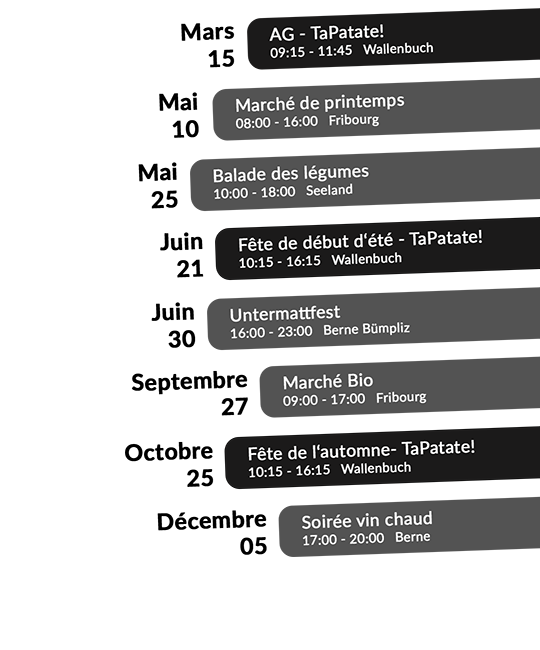 Mars
15
AG - TaPatate!
09:15 - 11:45 Wallenbuch
Mai
10
Marché de printemps
08:00 - 16:00 Fribourg
Mai
25
Balade des légumes
10:00 - 18:00 Seeland
Juin
21
Fête de début d‘été - TaPatate!
10:15 - 16:15 Wallenbuch
Juin
30
Untermattfest
16:00 - 23:00 Berne Bümpliz
Septembre
27
Marché Bio
09:00 - 17:00 Fribourg
Octobre
25
Fête de l‘automne- TaPatate!
10:15 - 16:15 Wallenbuch
Décembre
05
Soirée vin chaud
17:00 - 20:00 Berne